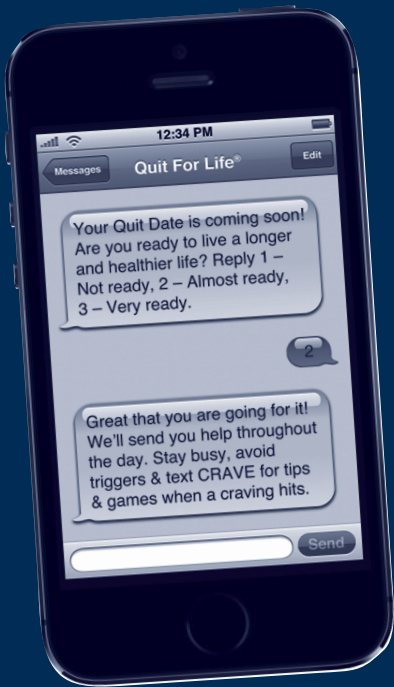 12:34 PM
Messages
Quit For Life®
Edit
Your Quit Date is coming soon!
Are you ready to live a longer
and healthier life? Reply 1 –
Not ready, 2 – Almost ready,
3 – Very ready.
2
Great that you are going for it!
We'll send you help throughout
the day. Stay busy, avoid
triggers & text CRAVE for tips
& games when a craving hits.
Send